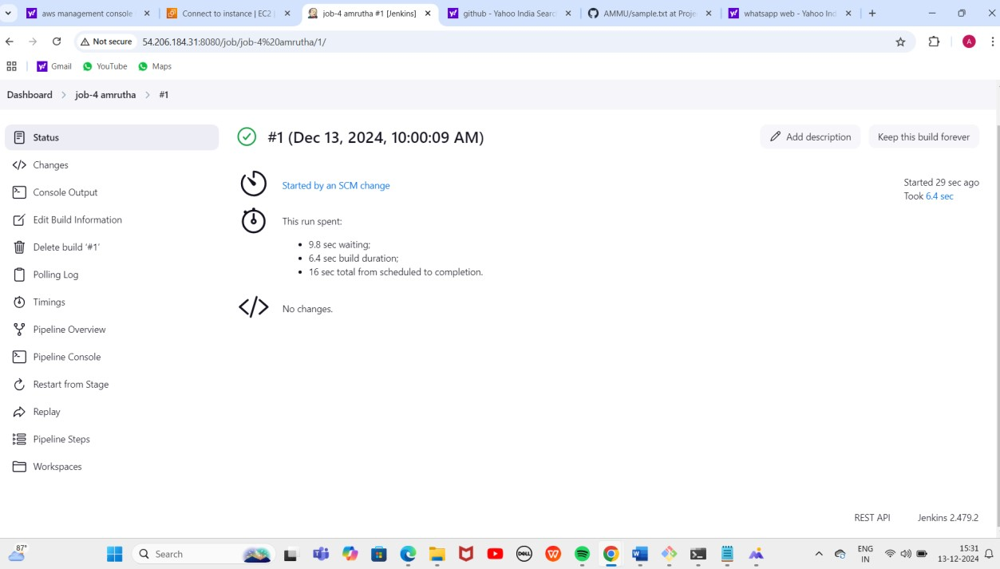 aws management console
Connect to instance | EC2 |
job-4 amrutha #1 [Jenkins]
github - Yahoo India Searc
AMMU/sample.txt at Proje
whatsapp web - Yahoo Ind
Not secure
54.206.184.31:8080/job/job-4%20amrutha/1/
A
Gmail
YouTube
Maps
Dashboard > job-4 amrutha > #1
Status
Changes
Console Output
Edit Build Information
Delete build '#1'
Polling Log
Timings
Pipeline Overview
Pipeline Console
Restart from Stage
Replay
Pipeline Steps
Workspaces
#1 (Dec 13, 2024, 10:00:09 AM)
Add description
Keep this build forever
Started by an SCM change
Started 29 sec ago
Took 6.4 sec
This run spent:
• 9.8 sec waiting;
• 6.4 sec build duration;
• 16 sec total from scheduled to completion.
</> No changes.
REST API
Jenkins 2.479.2
87°
Search
DELL
ENG
IN
15:31
13-12-2024